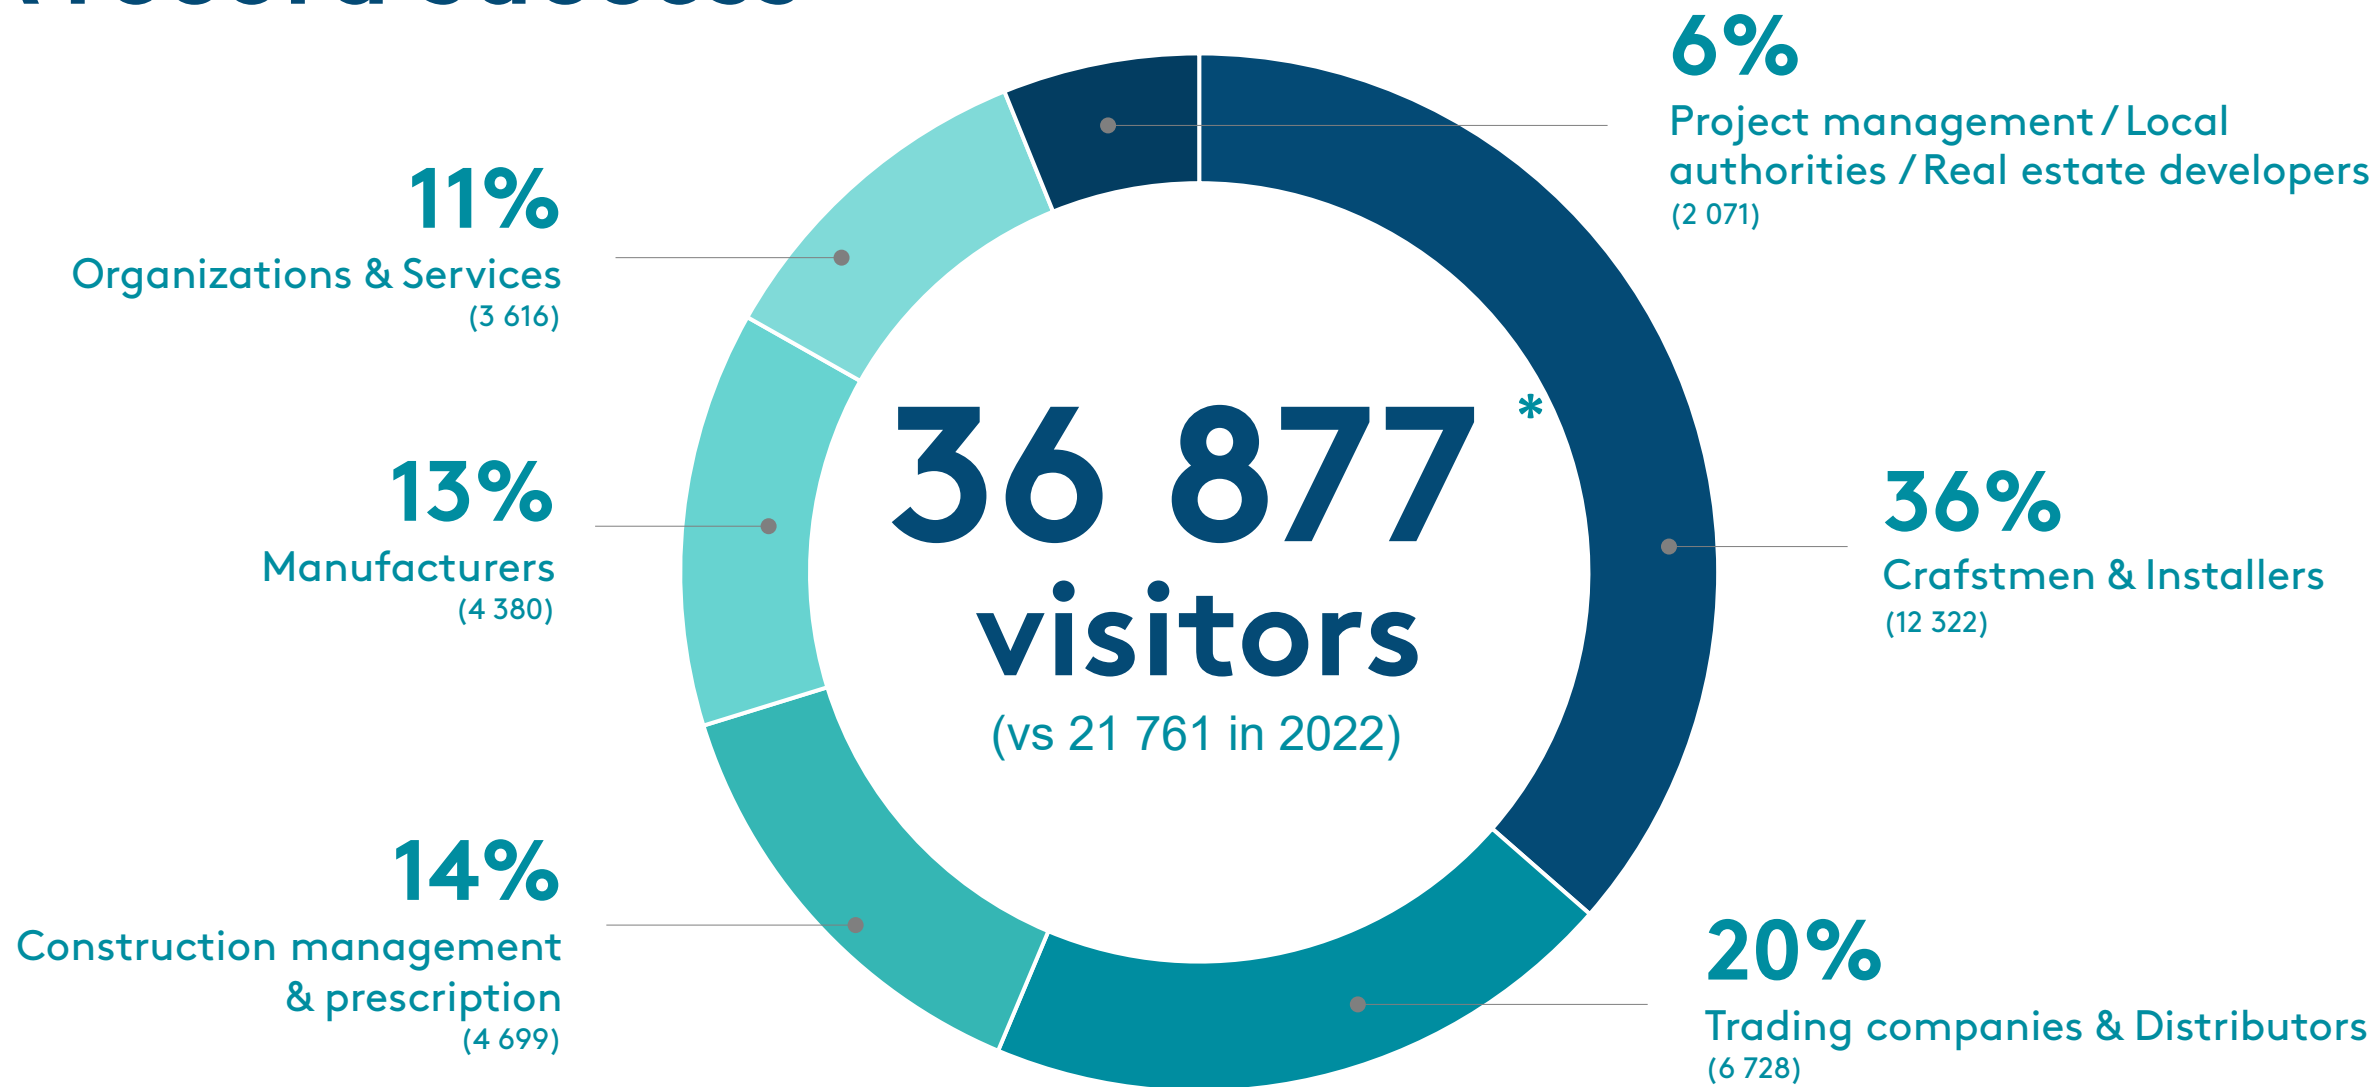 6%
Project management / Local
authorities / Real estate developers
(2 071)
11%
Organizations & Services
(3 616)
36 877 *
visitors
(vs 21 761 in 2022)
13%
Manufacturers
(4 380)
36%
Crafstmen & Installers
(12 322)
14%
Construction management
& prescription
(4 699)
20%
Trading companies & Distributors
(6 728)